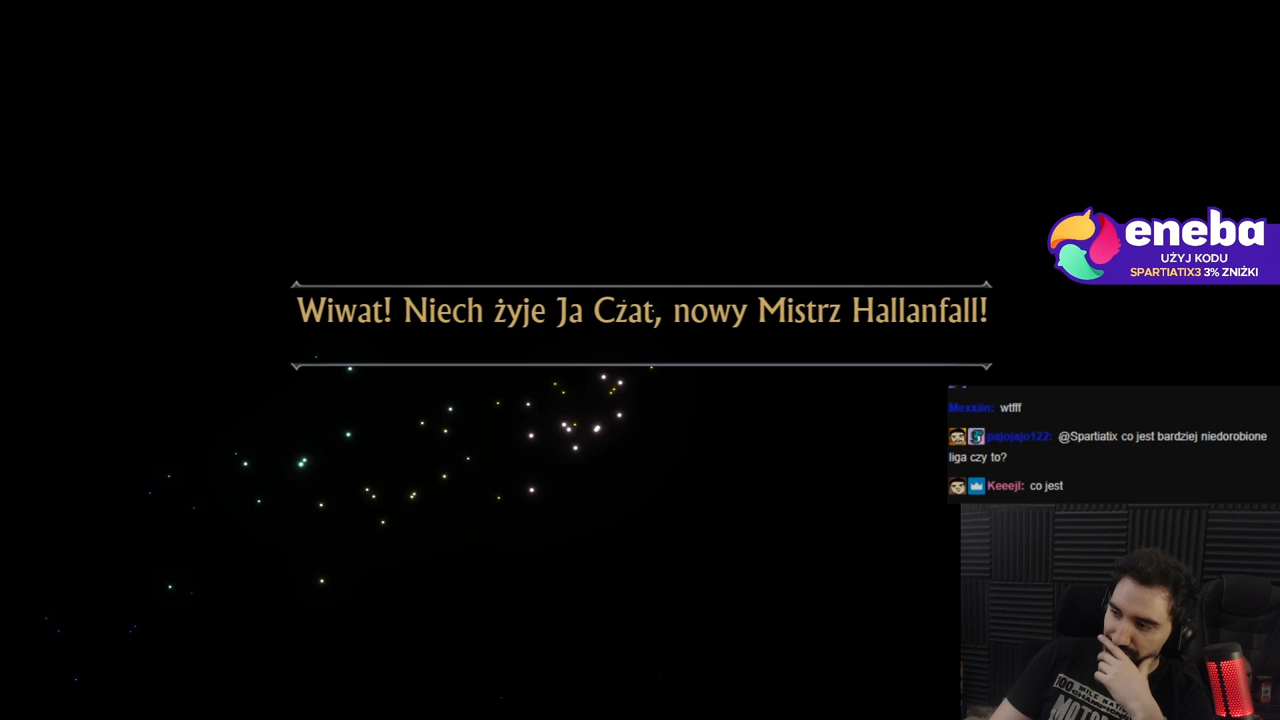 eneba
UŻYJ KODU
SPARTIATIX3 3% ZNIŻKI
Wiwat! Niech żyje Ja Czat, nowy Mistrz Hallanfall!
Mexxiin: wtfff
pajojajo122: @Spartiatix co jest bardziej niedorobione
liga czy to?
Keeejl: co jest
100